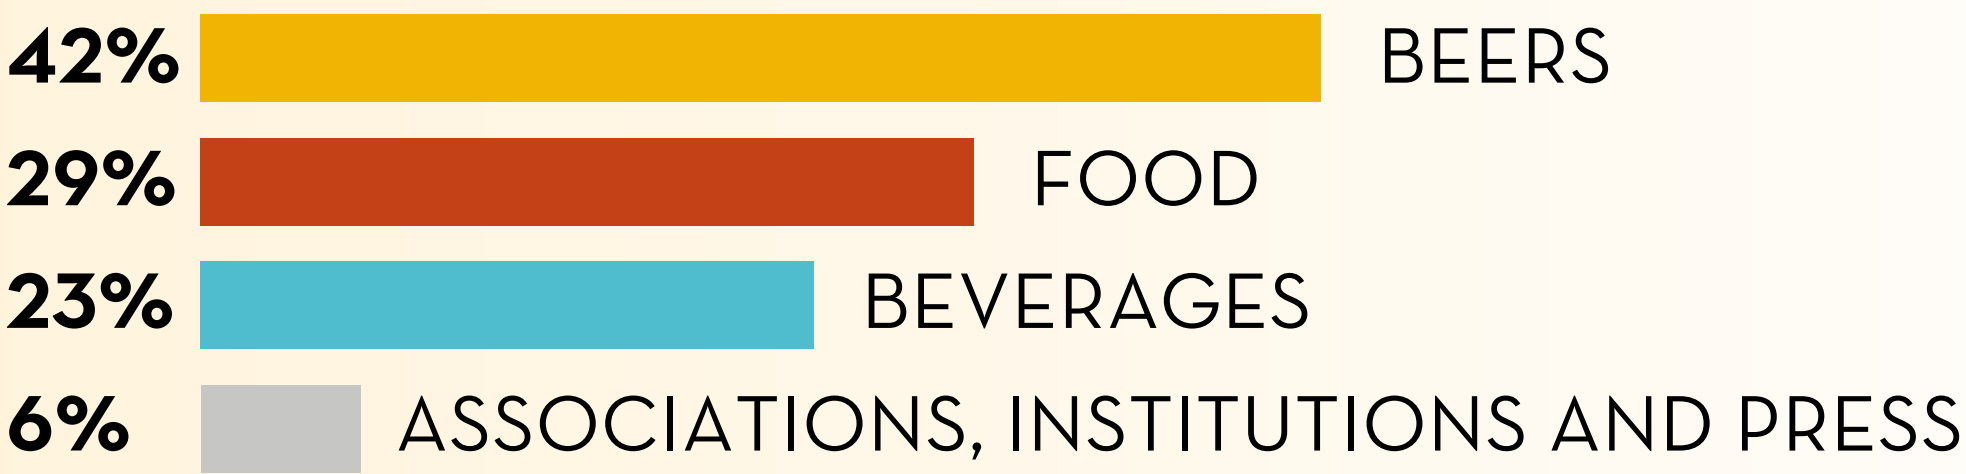 42% BEERS
29% FOOD
23% BEVERAGES
6% ASSOCIATIONS, INSTITUTIONS AND PRESS